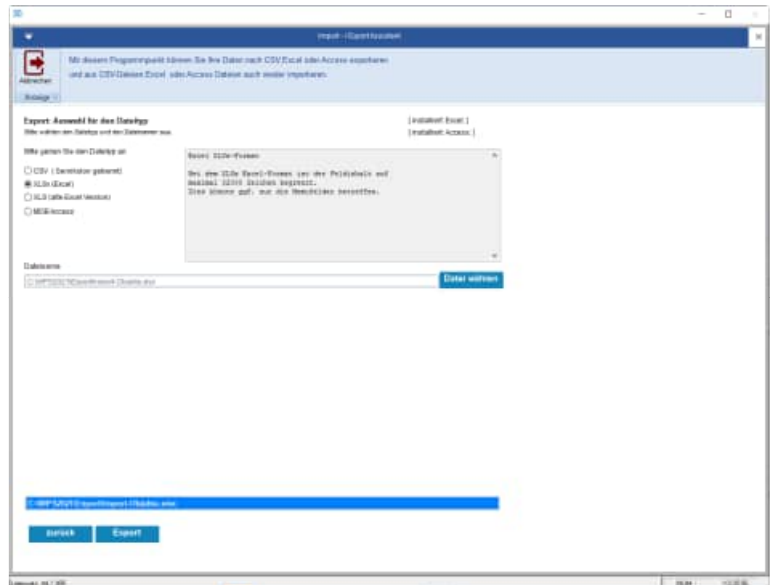 Import- / Exportassistent
Mit diesem Programmpunkt können Sie Ihre Daten nach CSV,Excel oder Access exportieren
und aus CSV-Dateien Excel oder Access Dateien auch wieder importieren.
Abbrechen
Anzeige
Export: Auswahl für den Dateityp
[ installiert Excel: ]
Bitte wählen den Dateityp und den Dateinamen aus.
[ installiert Access: ]
Bitte geben Sie den Dateityp an
Excel XLSx-Format
CSV ( Semikolon getrennt)
Bei dem XLSx Excel-Format ist der Feldinhalt auf
XLSx (Excel)
maximal Zeichen begrenzt.
XLS (alte Excel Version)
Dies könnte ggf. nur die Memofelder betreffen.
MDB-Access
Dateiname
Datei wählen
zurück
Export